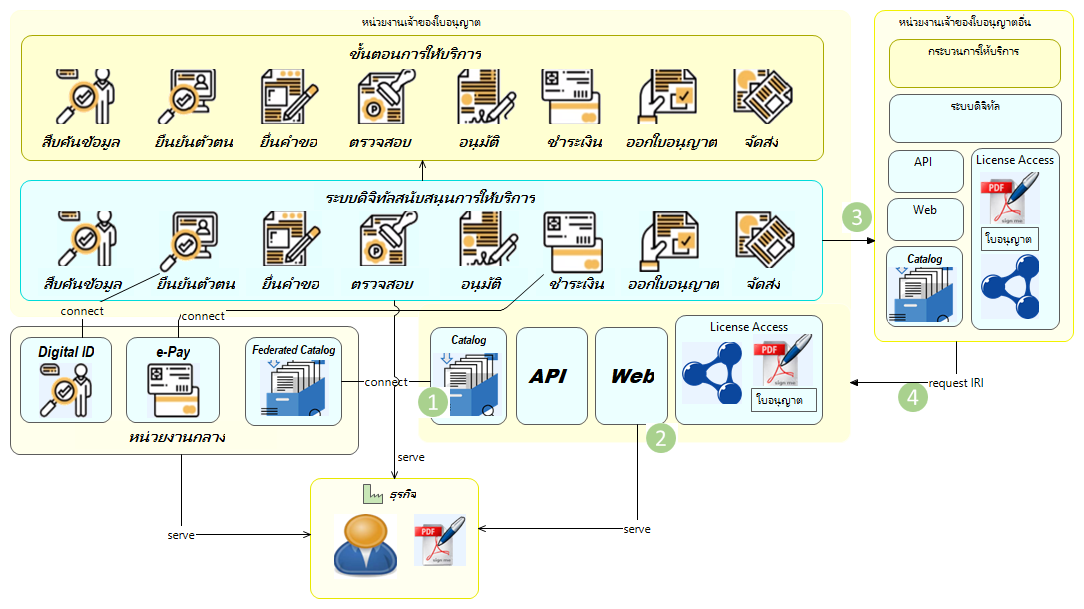 หน่วยงานเจ้าของใบอนุญาต
ขั้นตอนการให้บริการ
สืบค้นข้อมูล ยืนยันตัวตน ยื่นคำขอ ตรวจสอบ อนุมัติ ชำระเงิน ออกใบอนุญาต จัดส่ง
ระบบดิจิทัลสนับสนุนการให้บริการ
สืบค้นข้อมูล ยืนยันตัวตน ยื่นคำขอ ตรวจสอบ อนุมัติ ชำระเงิน ออกใบอนุญาต จัดส่ง
connect
connect
Digital ID
e-Pay
Federated Catalog
หน่วยงานกลาง
connect
Catalog
1
API
Web
License Access
PDF
sign me
ใบอนุญาต
2
3
หน่วยงานเจ้าของใบอนุญาตอื่น
กระบวนการให้บริการ
ระบบดิจิทัล
API
Web
Catalog
License Access
PDF
sign me
ใบอนุญาต
request IRI
4
serve
serve
serve
ธุรกิจ
PDF
sign me